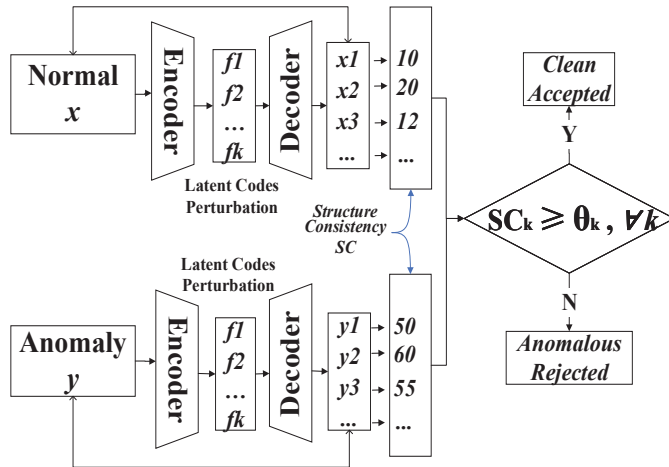 Normal
x
Encoder
f1
f2
...
fk
Decoder
x1
x2
x3
...
10
20
12
...
Latent Codes
Perturbation
Structure
Consistency
SC
Clean
Accepted
Y
SCk ≥ θk , ∀k
N
Anomalous
Rejected
Latent Codes
Perturbation
Anomaly
y
Encoder
f1
f2
...
fk
Decoder
y1
y2
y3
...
50
60
55
...